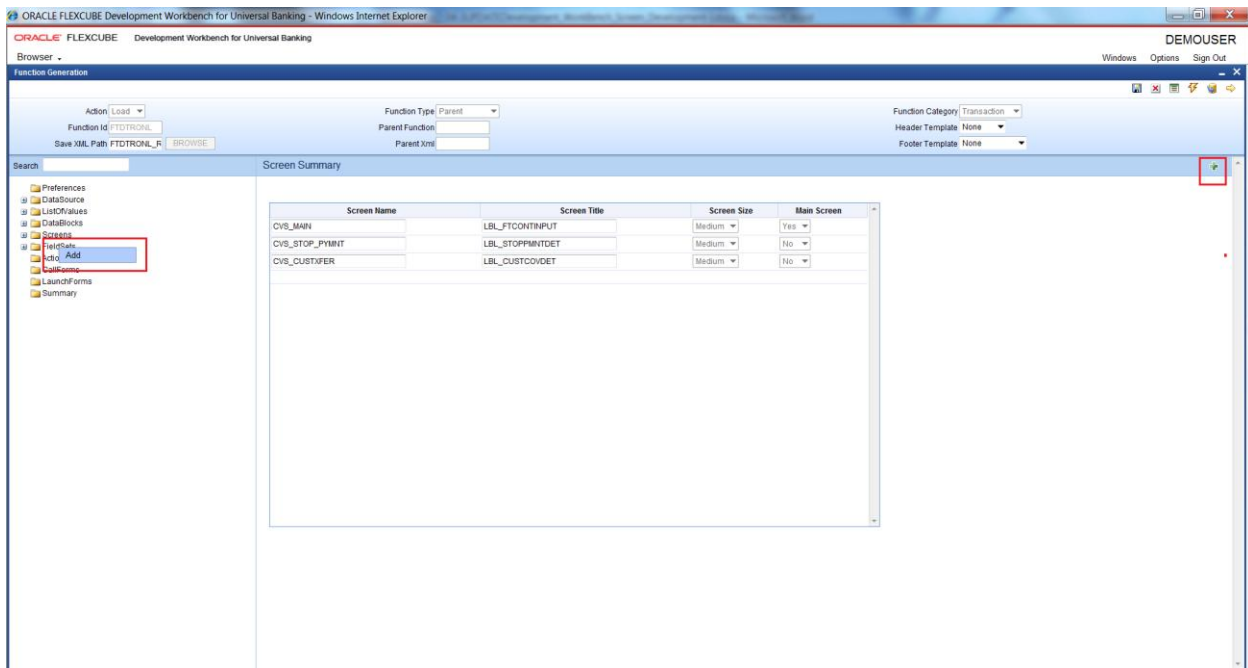 ORACLE FLEXCUBE Development Workbench for Universal Banking - Windows Internet Explorer
ORACLE FLEXCUBE Development Workbench for Universal Banking
DEMOUSER
Browser
Windows Options Sign Out
Function Generation
Action Load
Function Type Parent
Function Category Transaction
Function Id FTDTRONL
Parent Function
Header Template None
Save XML Path FTDTRONL_R BROWSE
Parent Xml
Footer Template None
Search
Screen Summary
Preferences
DataSource
ListOfValues
DataBlocks
Screens
FieldSets
Add
Actio
CallForms
LaunchForms
Summary
Screen Name Screen Title Screen Size Main Screen
CVS_MAIN LBL_FTCONTINPUT Medium Yes
CVS_STOP_PYMNT LBL_STOPPMNTDET Medium No
CVS_CUSTXFER LBL_CUSTCOVDET Medium No